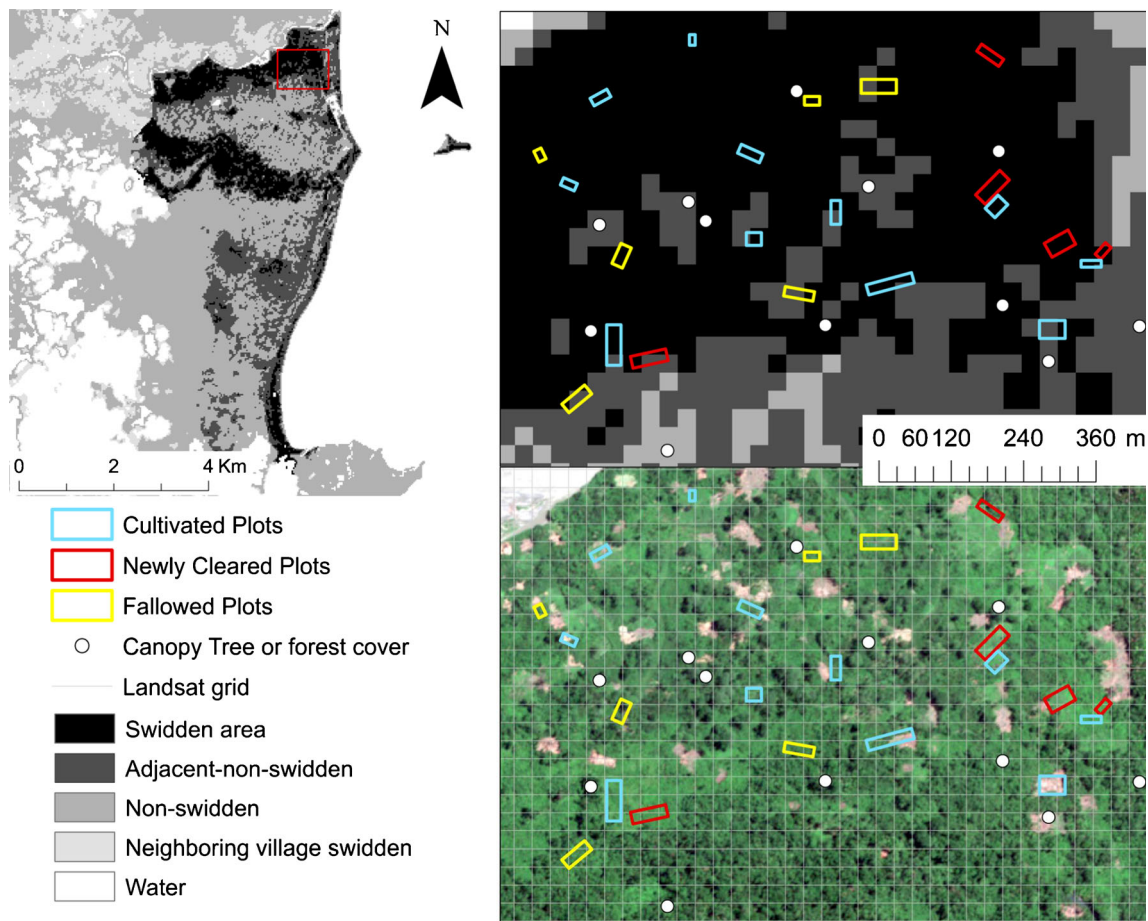 N
0 2 4 Km
0 60 120 240 360 m
Cultivated Plots
Newly Cleared Plots
Fallowed Plots
Canopy Tree or forest cover
Landsat grid
Swidden area
Adjacent-non-swidden
Non-swidden
Neighboring village swidden
Water